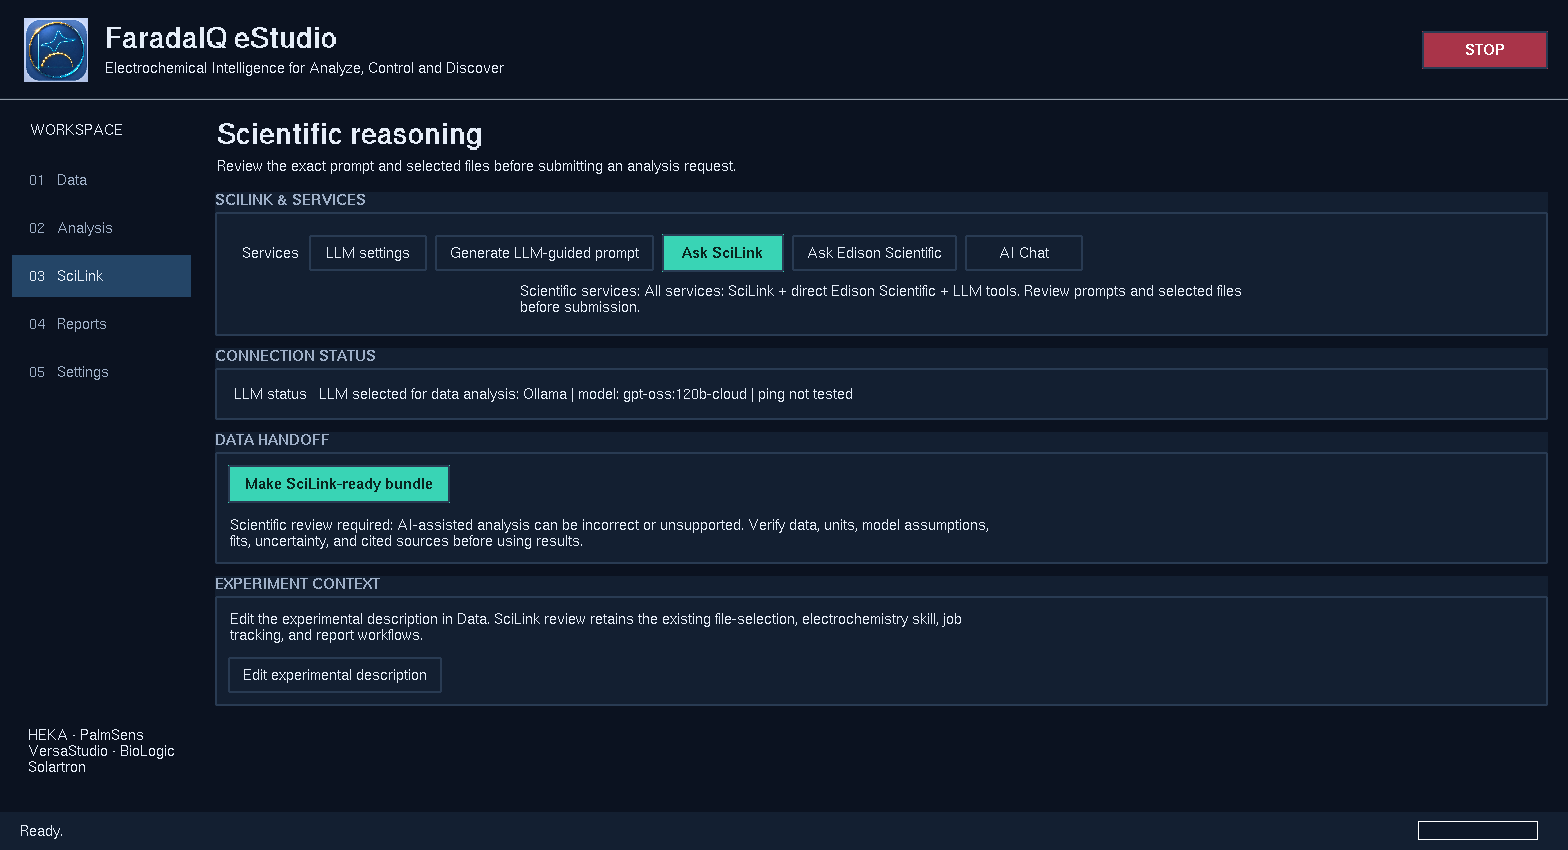 FaradaIQ eStudio
Electrochemical Intelligence for Analyze, Control and Discover
STOP
WORKSPACE
01 Data
02 Analysis
03 SciLink
04 Reports
05 Settings
HEKA · PalmSens
VersaStudio · BioLogic
Solartron
Scientific reasoning
Review the exact prompt and selected files before submitting an analysis request.
SCILINK & SERVICES
Services LLM settings Generate LLM-guided prompt Ask SciLink Ask Edison Scientific AI Chat
Scientific services: All services: SciLink + direct Edison Scientific + LLM tools. Review prompts and selected files
before submission.
CONNECTION STATUS
LLM status LLM selected for data analysis: Ollama | model: gpt-oss:120b-cloud | ping not tested
DATA HANDOFF
Make SciLink-ready bundle
Scientific review required: AI-assisted analysis can be incorrect or unsupported. Verify data, units, model assumptions,
fits, uncertainty, and cited sources before using results.
EXPERIMENT CONTEXT
Edit the experimental description in Data. SciLink review retains the existing file-selection, electrochemistry skill, job
tracking, and report workflows.
Edit experimental description
Ready.